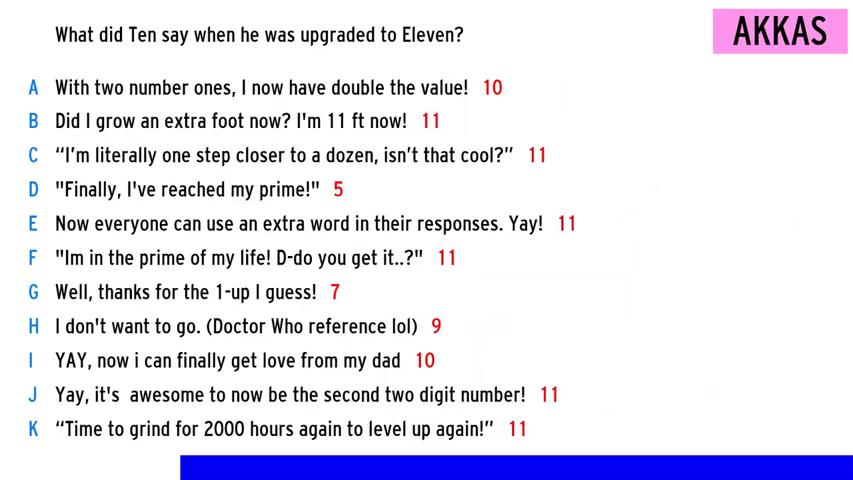 What did Ten say when he was upgraded to Eleven?
AKKAS
A With two number ones, I now have double the value! 10
B Did I grow an extra foot now? I'm 11 ft now! 11
C “I’m literally one step closer to a dozen, isn’t that cool?” 11
D "Finally, I've reached my prime!" 5
E Now everyone can use an extra word in their responses. Yay! 11
F "Im in the prime of my life! D-do you get it..?" 11
G Well, thanks for the 1-up I guess! 7
H I don't want to go. (Doctor Who reference lol) 9
I YAY, now i can finally get love from my dad 10
J Yay, it's awesome to now be the second two digit number! 11
K “Time to grind for 2000 hours again to level up again!” 11